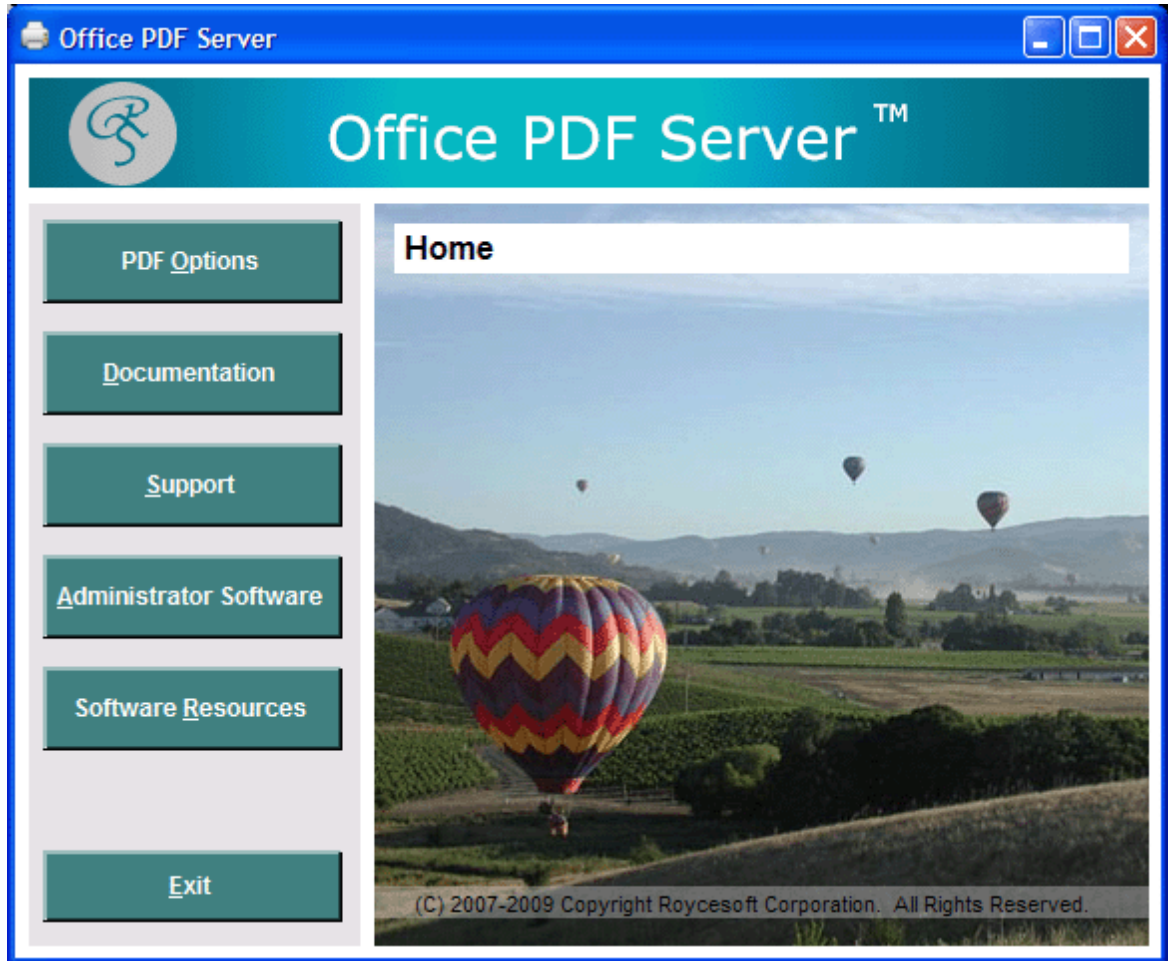 Office PDF Server
Office PDF Server ™
PDF Options
Documentation
Support
Administrator Software
Software Resources
Exit
Home
(C) 2007-2009 Copyright Roycesoft Corporation. All Rights Reserved.